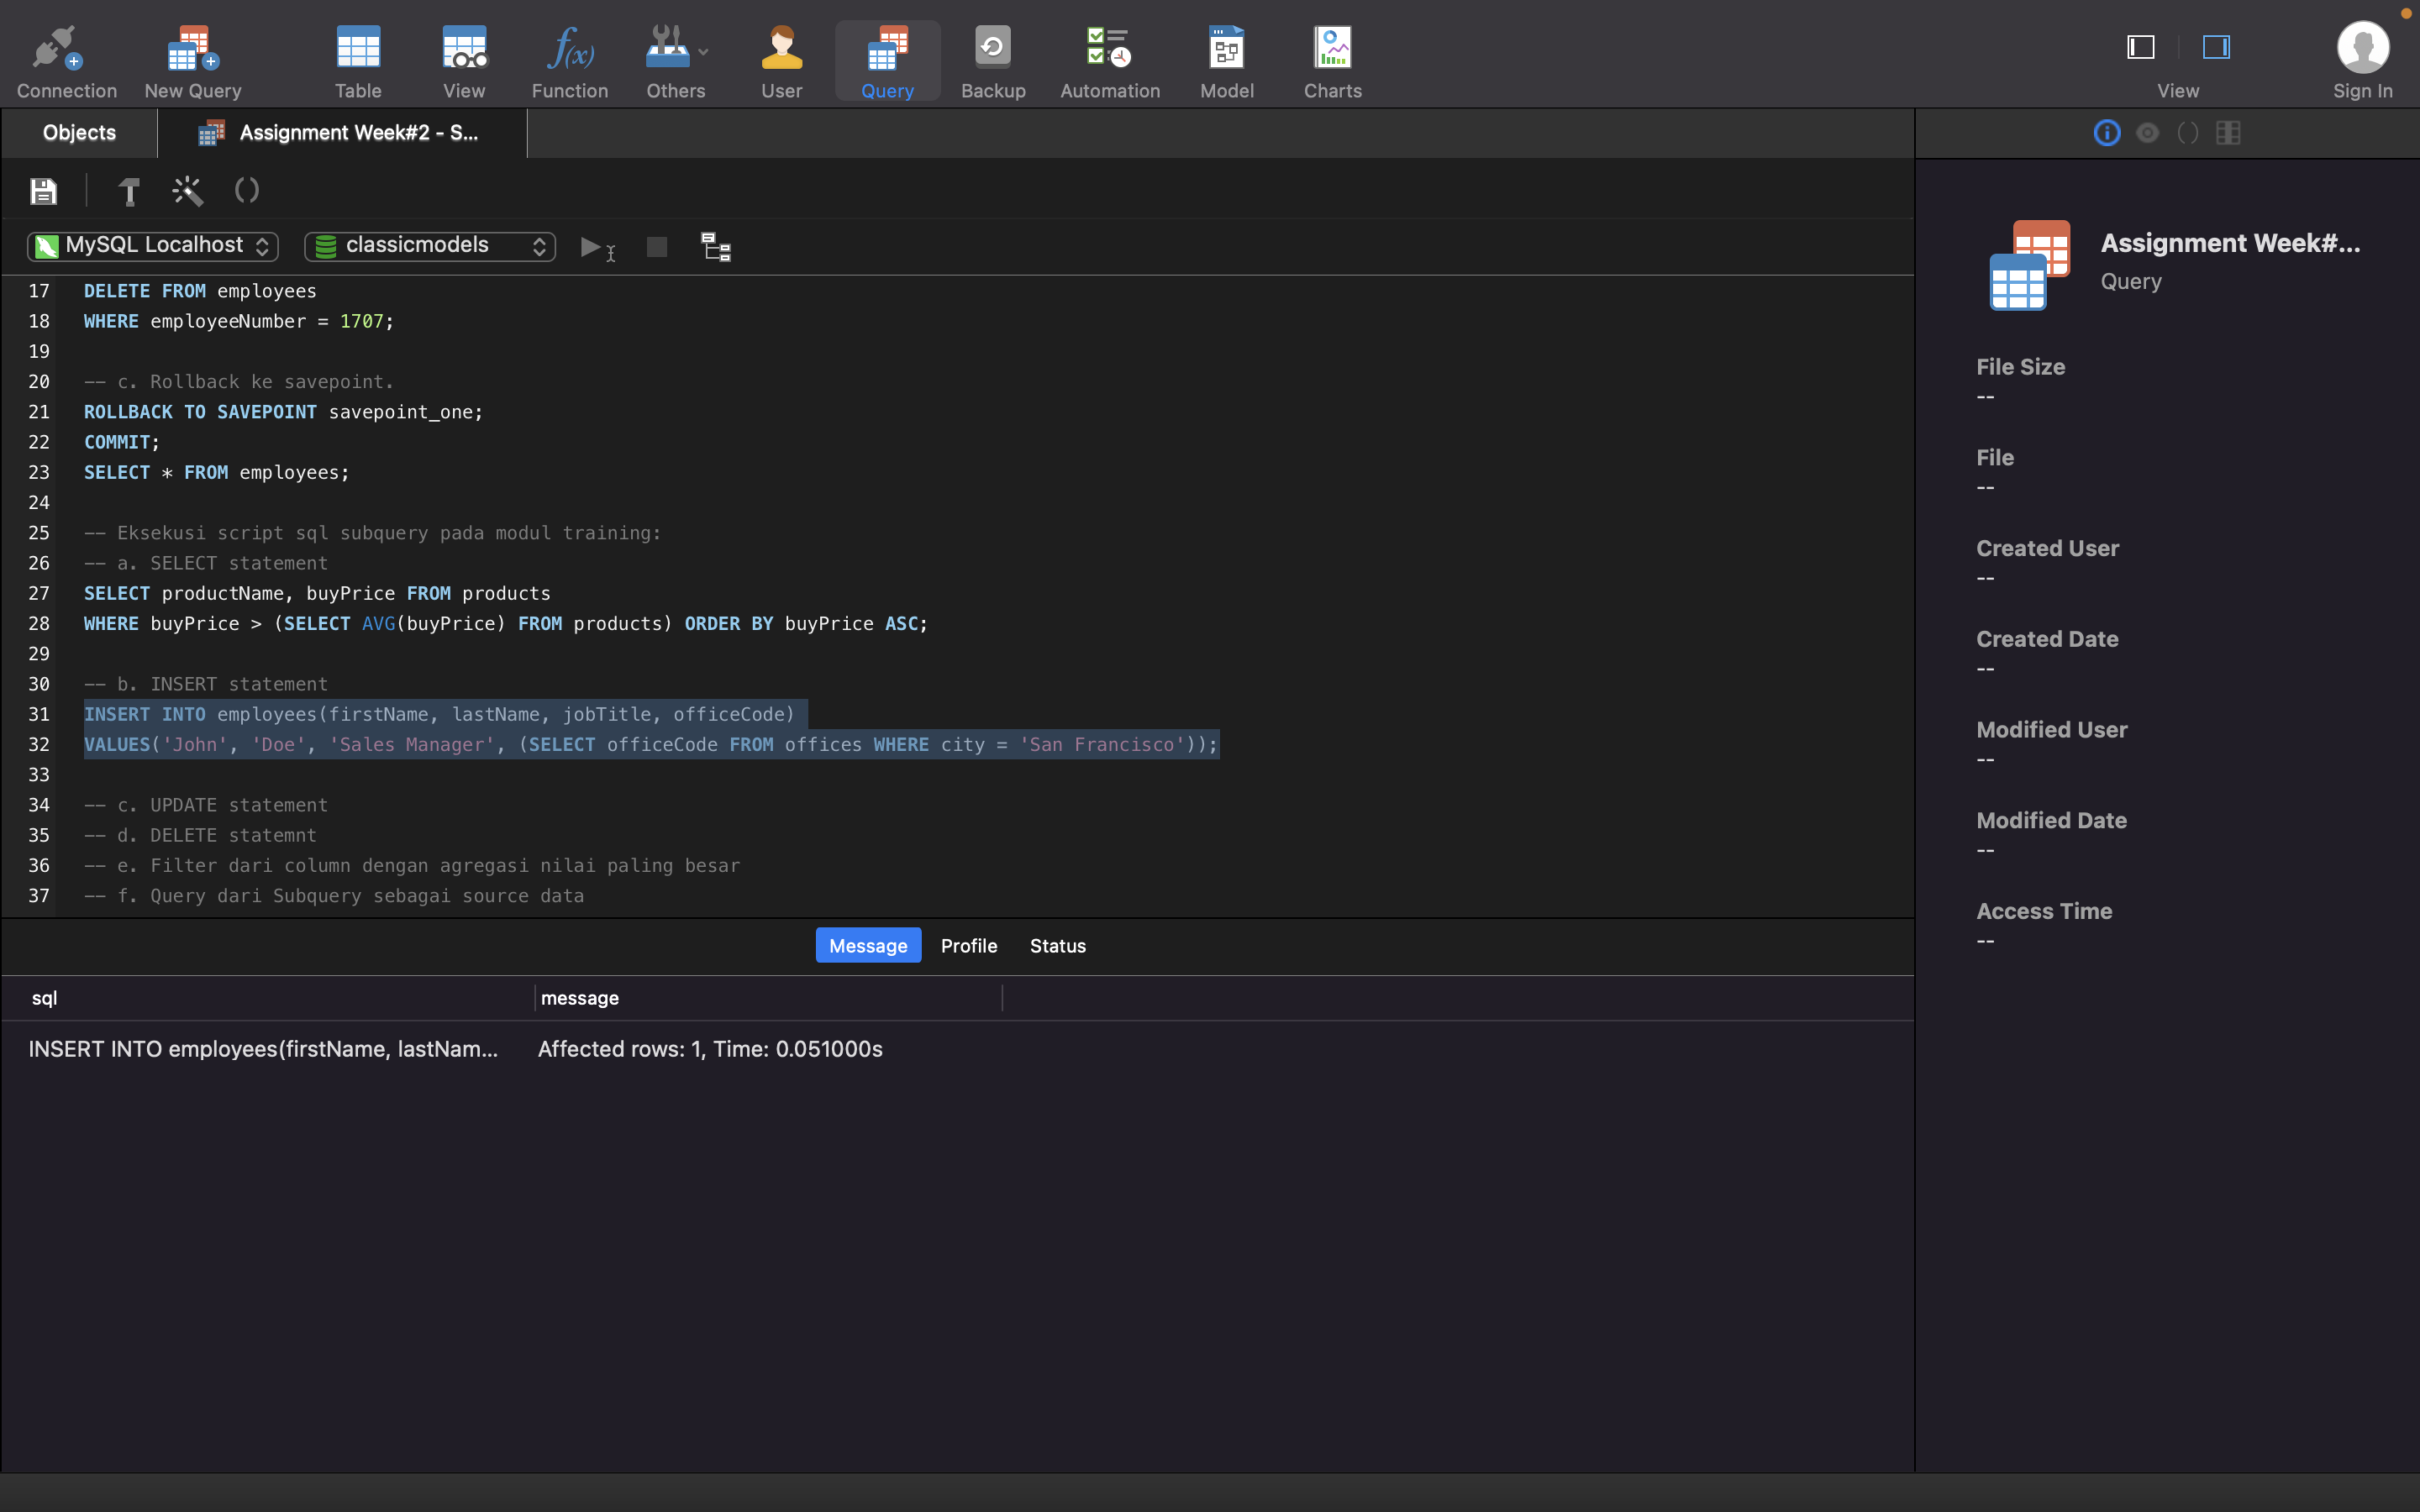 Connection New Query Table View Function Others User Query Backup Automation Model Charts View Sign In
Objects Assignment Week#2 - S...
MySQL Localhost classicmodels
17 DELETE FROM employees
18 WHERE employeeNumber = 1707;
19
20 -- c. Rollback ke savepoint.
21 ROLLBACK TO SAVEPOINT savepoint_one;
22 COMMIT;
23 SELECT * FROM employees;
24
25 -- Eksekusi script sql subquery pada modul training:
26 -- a. SELECT statement
27 SELECT productName, buyPrice FROM products
28 WHERE buyPrice > (SELECT AVG(buyPrice) FROM products) ORDER BY buyPrice ASC;
29
30 -- b. INSERT statement
31 INSERT INTO employees(firstName, lastName, jobTitle, officeCode)
32 VALUES('John', 'Doe', 'Sales Manager', (SELECT officeCode FROM offices WHERE city = 'San Francisco'));
33
34 -- c. UPDATE statement
35 -- d. DELETE statemnt
36 -- e. Filter dari column dengan agregasi nilai paling besar
37 -- f. Query dari Subquery sebagai source data
Message Profile Status
sql message
INSERT INTO employees(firstName, lastNam... Affected rows: 1, Time: 0.051000s
Assignment Week#...
Query
File Size
--
File
--
Created User
--
Created Date
--
Modified User
--
Modified Date
--
Access Time
--